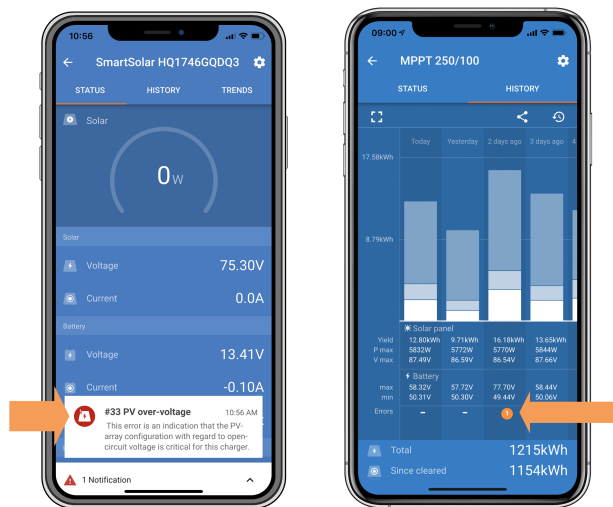 10:56
SmartSolar HQ1746GQDQ3
STATUS HISTORY TRENDS
Solar
0W
Solar
Voltage 75.30V
Current 0.0A
Battery
Voltage 13.41V
Current -0.10A
#33 PV over-voltage 10:56 AM
This error is an indication that the PV-
array configuration with regard to open-
circuit voltage is critical for this charger.
1 Notification
09:00
MPPT 250/100
STATUS HISTORY
Today Yesterday 2 days ago 3 days ago 4
17.58kWh
8.79kWh
Solar panel
Yield 12.80kWh 9.71kWh 16.18kWh 13.65kWh
P max 5832W 5772W 5770W 5844W
V max 87.49V 86.59V 86.54V 87.66V
Battery
max 58.32V 57.72V 77.70V 58.44V
min 50.31V 50.30V 49.44V 50.06V
Errors – – 1
Total 1215kWh
Since cleared 1154kWh